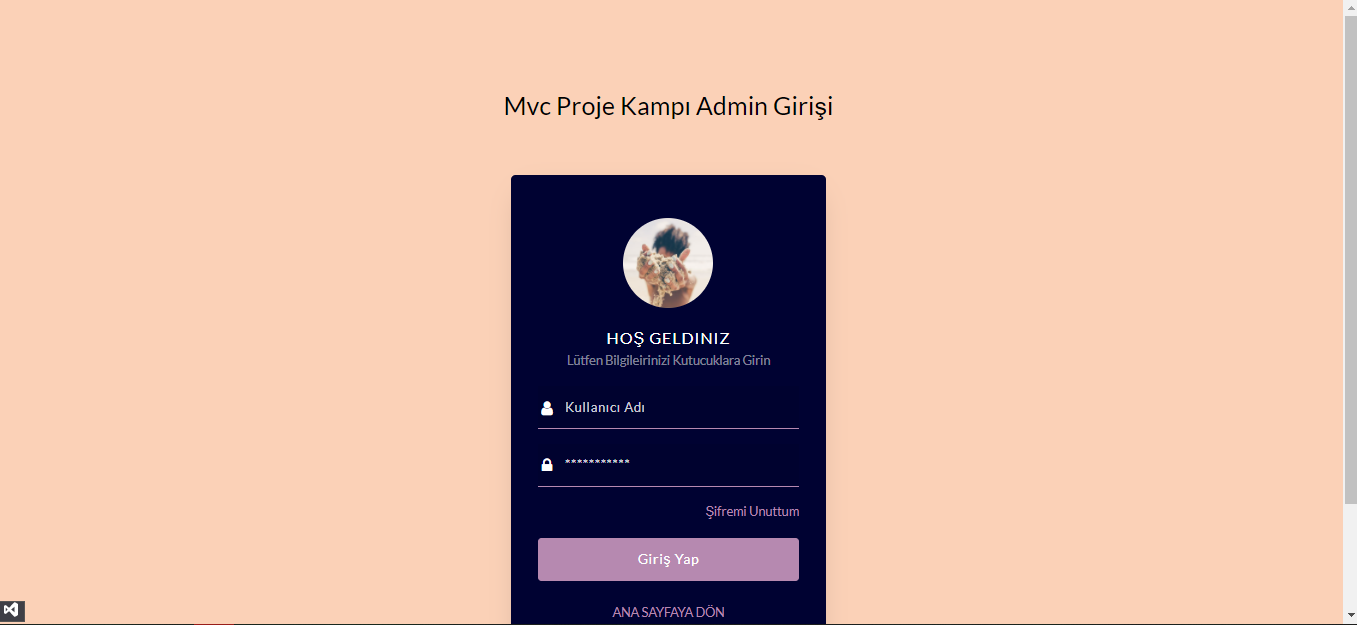 Mvc Proje Kampı Admin Girişi
HOŞ GELDINIZ
Lütfen Bilgileirinizi Kutucuklara Girin
Kullanıcı Adı
***********
Şifremi Unuttum
Giriş Yap
ANA SAYFAYA DÖN